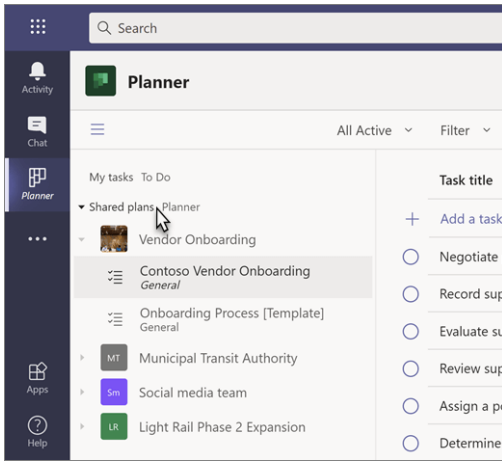 Search
Activity
Chat
Planner
Apps
Help
Planner
All Active
Filter
My tasks To Do
Shared plans Planner
Vendor Onboarding
Contoso Vendor Onboarding
General
Onboarding Process [Template]
General
MT Municipal Transit Authority
Sm Social media team
LR Light Rail Phase 2 Expansion
Task title
Add a task
Negotiate
Record sup
Evaluate su
Review sup
Assign a po
Determine